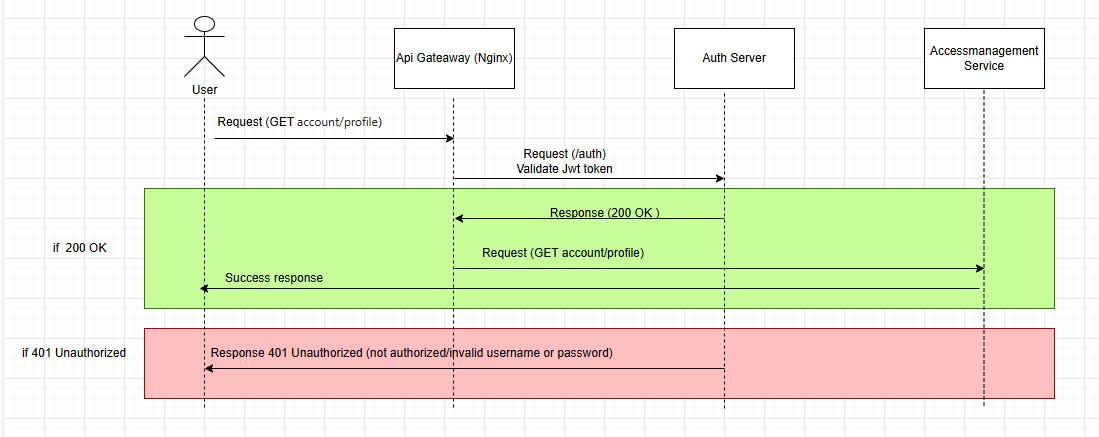 User
Api Gateaway (Nginx)
Auth Server
Accessmanagement
Service
Request (GET account/profile)
Request (/auth)
Validate Jwt token
Response (200 OK )
if  200 OK
Request (GET account/profile)
Success response
if 401 Unauthorized
Response 401 Unauthorized (not authorized/invalid username or password)